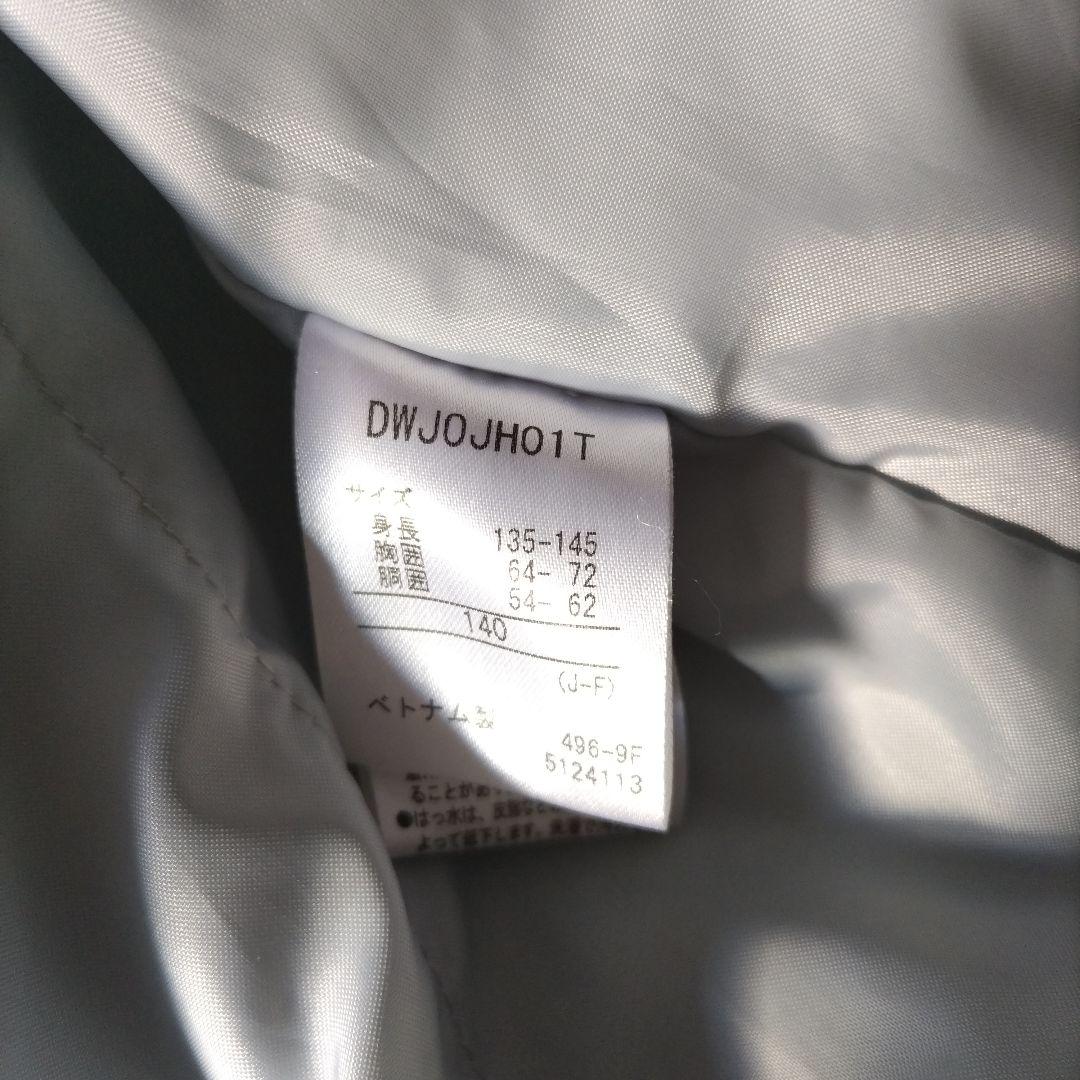 DWJOJH01T
サイズ
身長 135-145
胸囲 64- 72
胴囲 54- 62
140
(J-F)
ベトナム製
496-9F
5124113
ることが
●はっ水は、
よって低下します。